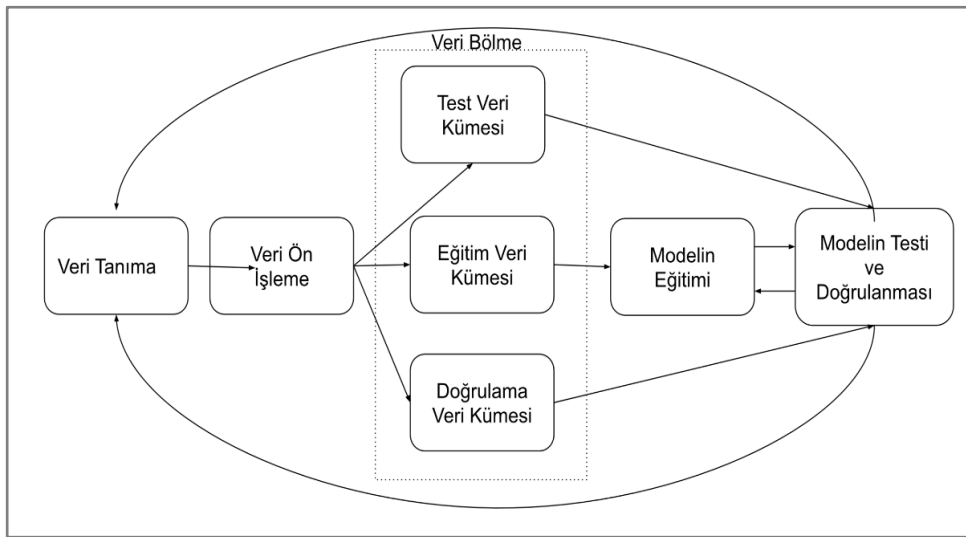 Veri Bölme
Test Veri
Kümesi
Veri Tanıma
Veri Ön
İşleme
Eğitim Veri
Kümesi
Modelin
Eğitimi
Modelin Testi
ve
Doğrulanması
Doğrulama
Veri Kümesi